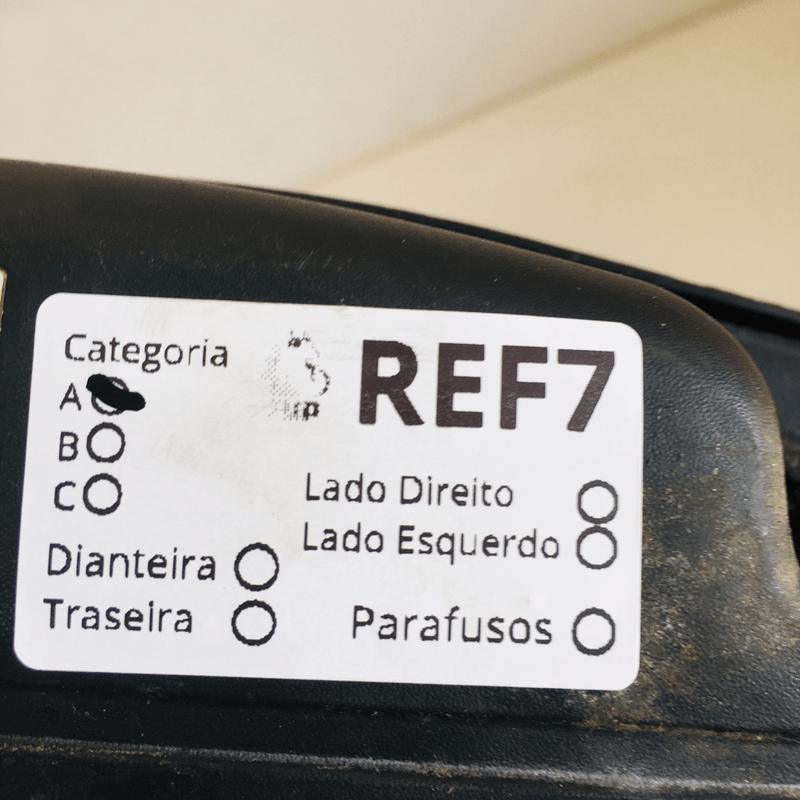 Categoria
REF7
A
B
C
Lado Direito
Lado Esquerdo
Dianteira
Traseira
Parafusos